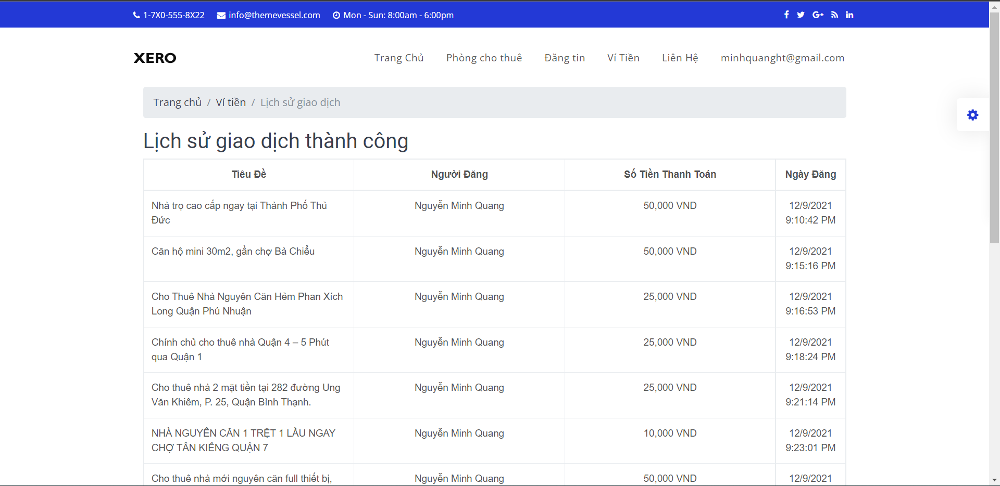 1-7X0-555-8X22 info@themevessel.com Mon - Sun: 8:00am - 6:00pm
XERO Trang Chủ Phòng cho thuê Đăng tin Ví Tiền Liên Hệ minhquanght@gmail.com
Trang chủ / Ví tiền / Lịch sử giao dịch
Lịch sử giao dịch thành công
Tiêu Đề Người Đăng Số Tiền Thanh Toán Ngày Đăng
Nhà trọ cao cấp ngay tại Thành Phố Thủ Nguyễn Minh Quang 50,000 VND 12/9/2021
Đức 9:10:42 PM
Căn hộ mini 30m2, gần chợ Bà Chiểu Nguyễn Minh Quang 50,000 VND 12/9/2021
9:15:16 PM
Cho Thuê Nhà Nguyên Căn Hẻm Phan Xích Nguyễn Minh Quang 25,000 VND 12/9/2021
Long Quận Phú Nhuận 9:16:53 PM
Chính chủ cho thuê nhà Quận 4 – 5 Phút Nguyễn Minh Quang 25,000 VND 12/9/2021
qua Quận 1 9:18:24 PM
Cho thuê nhà 2 mặt tiền tại 282 đường Ung Nguyễn Minh Quang 25,000 VND 12/9/2021
Văn Khiêm, P. 25, Quận Bình Thạnh. 9:21:14 PM
NHÀ NGUYÊN CĂN 1 TRỆT 1 LẦU NGAY Nguyễn Minh Quang 10,000 VND 12/9/2021
CHỢ TÂN KIỂNG QUẬN 7 9:23:01 PM
Cho thuê nhà mới nguyên căn full thiết bị, Nguyễn Minh Quang 50,000 VND 12/9/2021